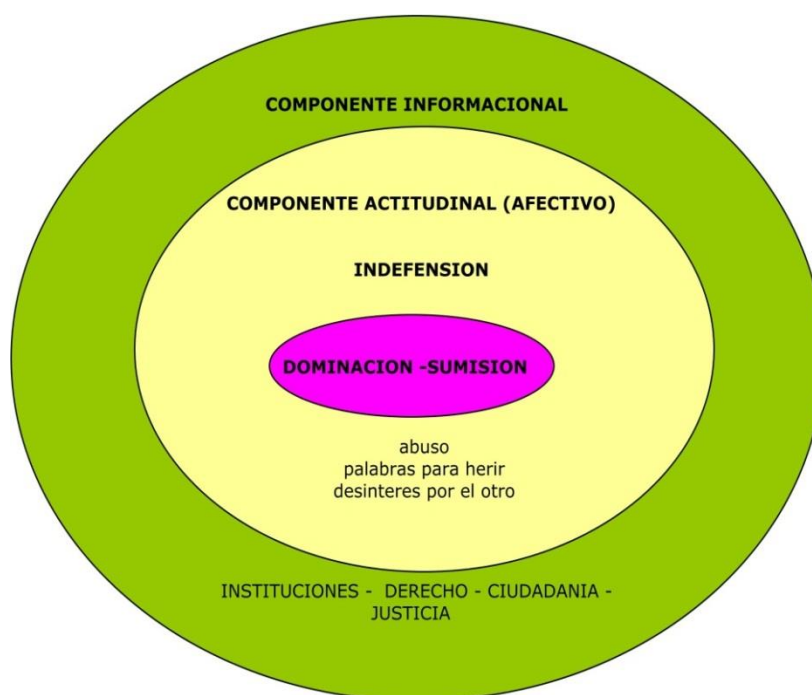 COMPONENTE INFORMACIONAL
COMPONENTE ACTITUDINAL (AFECTIVO)
INDEFENSION
DOMINACION -SUMISION
abuso
palabras para herir
desinteres por el otro
INSTITUCIONES - DERECHO - CIUDADANIA -
JUSTICIA